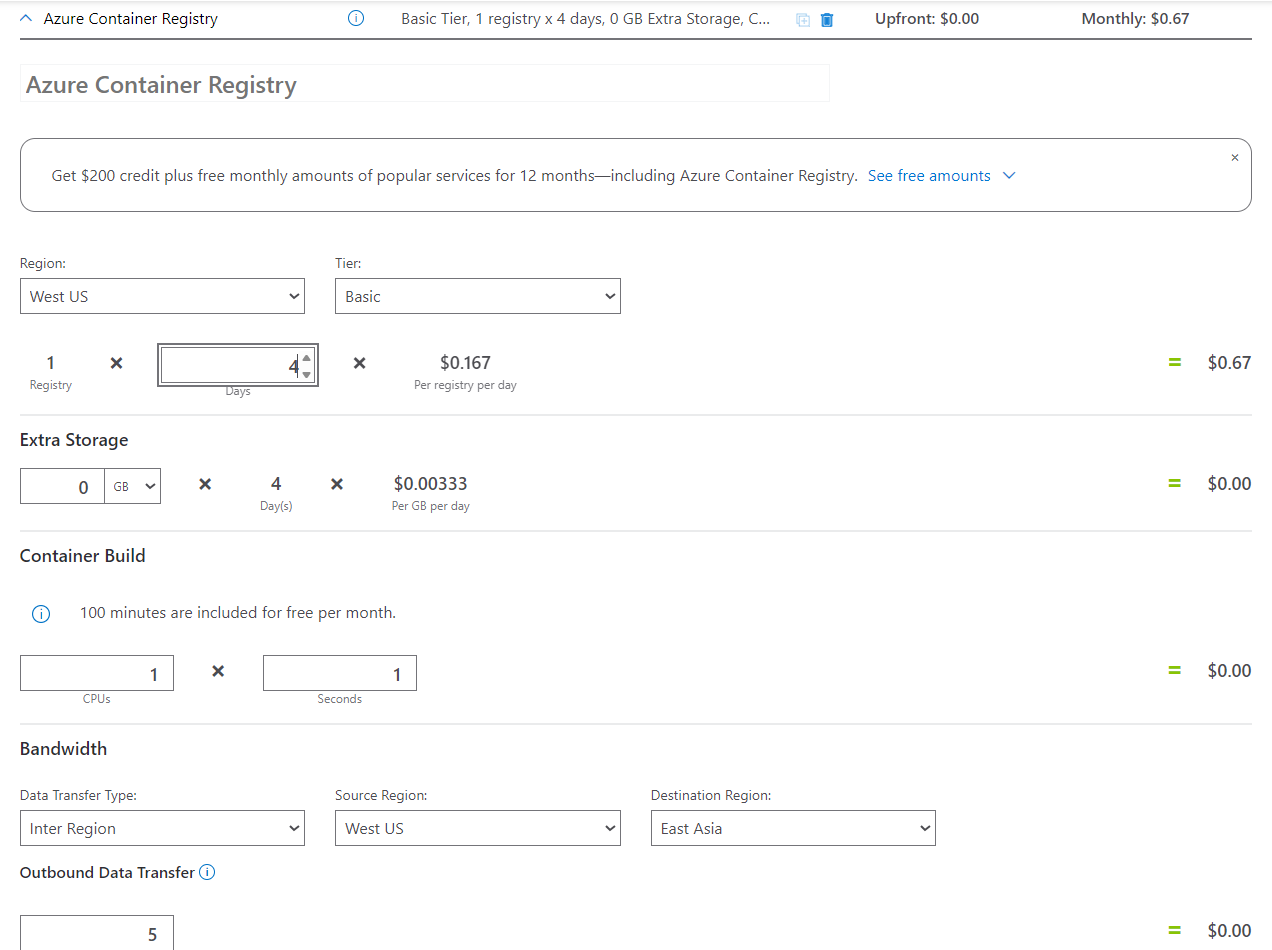 Azure Container Registry Basic Tier, 1 registry x 4 days, 0 GB Extra Storage, C... Upfront: $0.00 Monthly: $0.67
Azure Container Registry
Get $200 credit plus free monthly amounts of popular services for 12 months—including Azure Container Registry. See free amounts
Region: Tier:
West US Basic
1 × 4 × $0.167 = $0.67
Registry Days Per registry per day
Extra Storage
0 GB × 4 × $0.00333 = $0.00
Day(s) Per GB per day
Container Build
100 minutes are included for free per month.
1 × 1 = $0.00
CPUs Seconds
Bandwidth
Data Transfer Type: Source Region: Destination Region:
Inter Region West US East Asia
Outbound Data Transfer
5 = $0.00